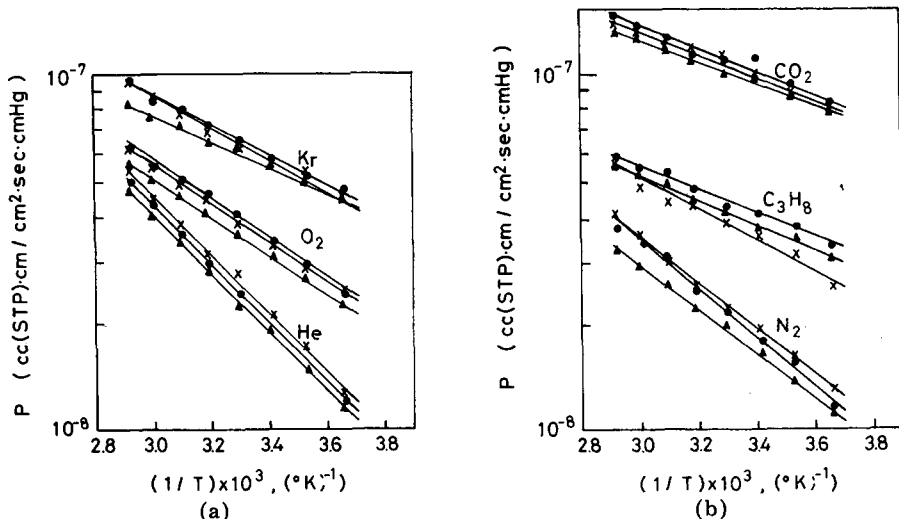 (a)
P ( cc(STP)·cm / cm²·sec·cmHg )
10⁻⁷
10⁻⁸
Kr
O₂
He
2.8 3.0 3.2 3.4 3.6 3.8
(1/T)×10³, (°K)⁻¹
(a)
(b)
P ( cc(STP)·cm / cm²·sec·cmHg )
10⁻⁷
10⁻⁸
CO₂
C₃H₈
N₂
2.8 3.0 3.2 3.4 3.6 3.8
(1/T)×10³, (°K)⁻¹
(b)